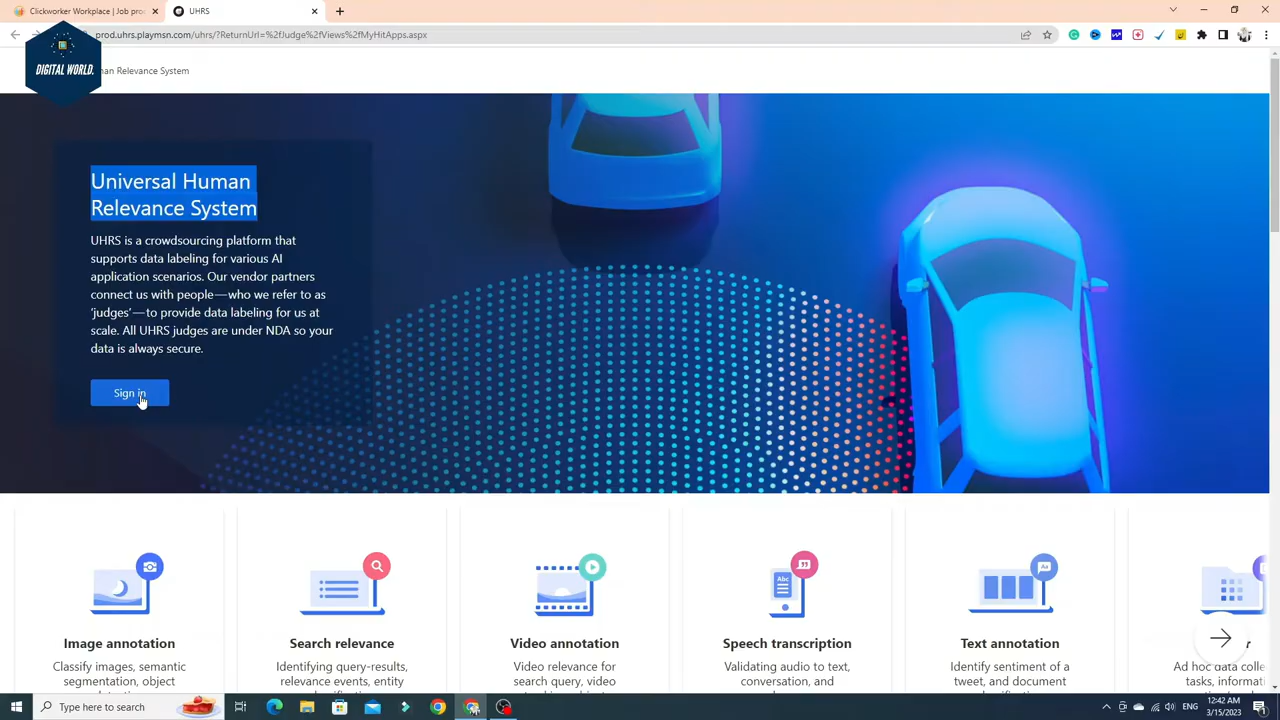 Clickworker Workplace | Job pro
UHRS
prod.uhrs.playmsn.com/uhrs/?ReturnUrl=%2fJudge%2fViews%2fMyHitApps.aspx
DIGITAL WORLD.
Relevance System
Universal Human
Relevance System
UHRS is a crowdsourcing platform that
supports data labeling for various AI
application scenarios. Our vendor partners
connect us with people—who we refer to as
‘judges’—to provide data labeling for us at
scale. All UHRS judges are under NDA so your
data is always secure.
Sign in
Abc
Aa
Image annotation
Search relevance
Video annotation
Speech transcription
Text annotation
Classify images, semantic
segmentation, object
Identifying query-results,
relevance events, entity
Video relevance for
search query, video
Validating audio to text,
conversation, and
Identify sentiment of a
tweet, and document
Ad hoc data colle
tasks, informati
Type here to search
ENG
12:42 AM
3/15/2023